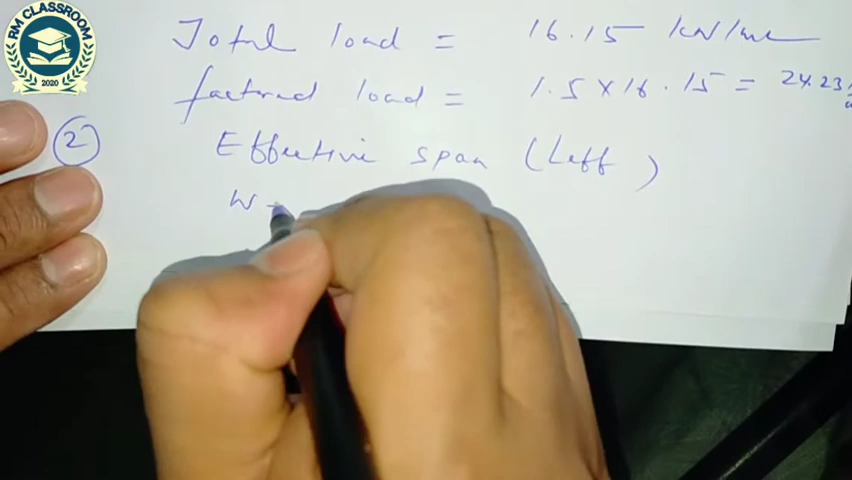 RM CLASSROOM
2020
Total load = 16.15 kN/m
factored load = 1.5 × 16.15 = 24.23
② Effective span (Leff)
W -